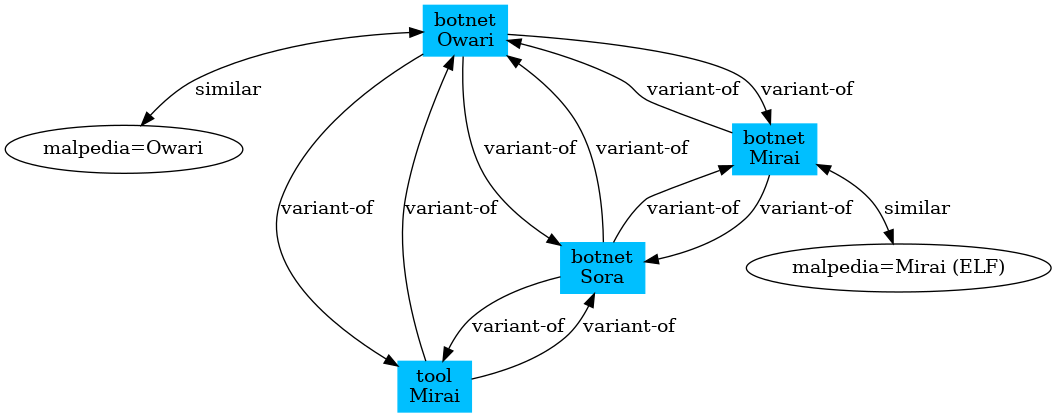 botnet
Owari
similar
variant-of
variant-of
malpedia=Owari
variant-of
variant-of
botnet
Mirai
variant-of
variant-of
variant-of
variant-of
similar
botnet
Sora
malpedia=Mirai (ELF)
variant-of
variant-of
tool
Mirai